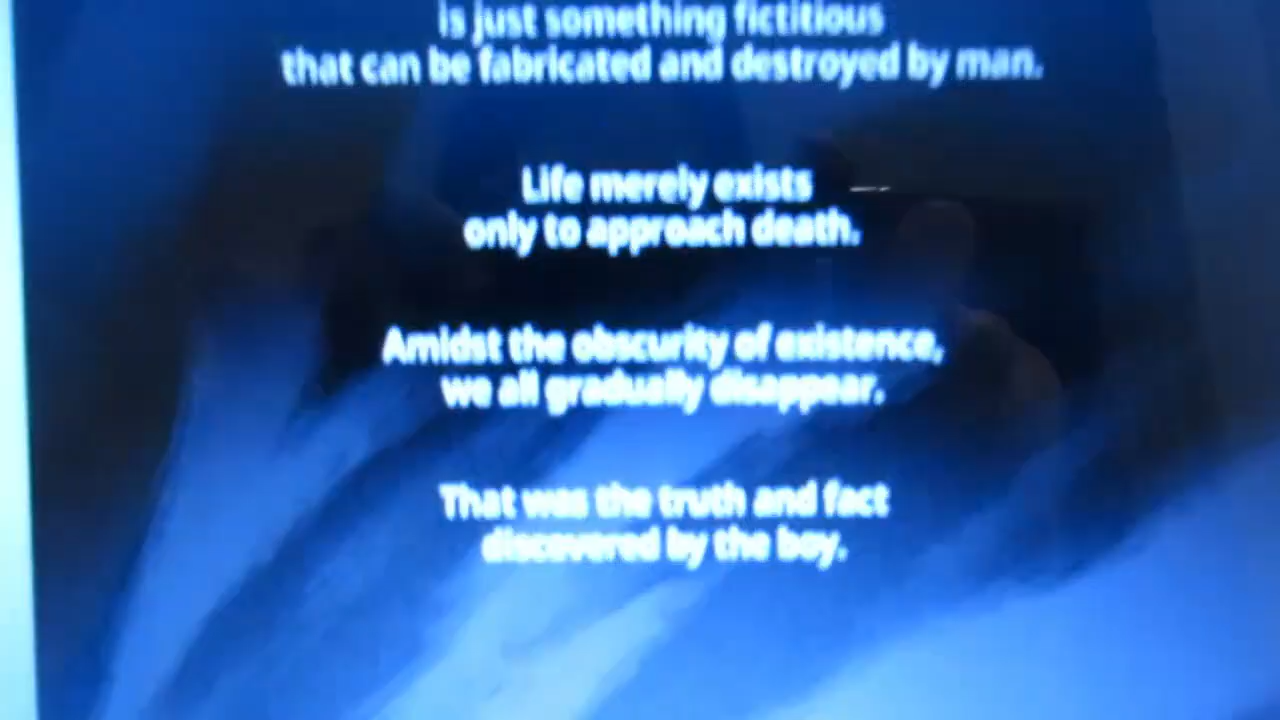 is just something fictitious
that can be fabricated and destroyed by man.
Life merely exists
only to approach death.
Amidst the obscurity of existence,
we all gradually disappear.
That was the truth and fact
discovered by the boy.